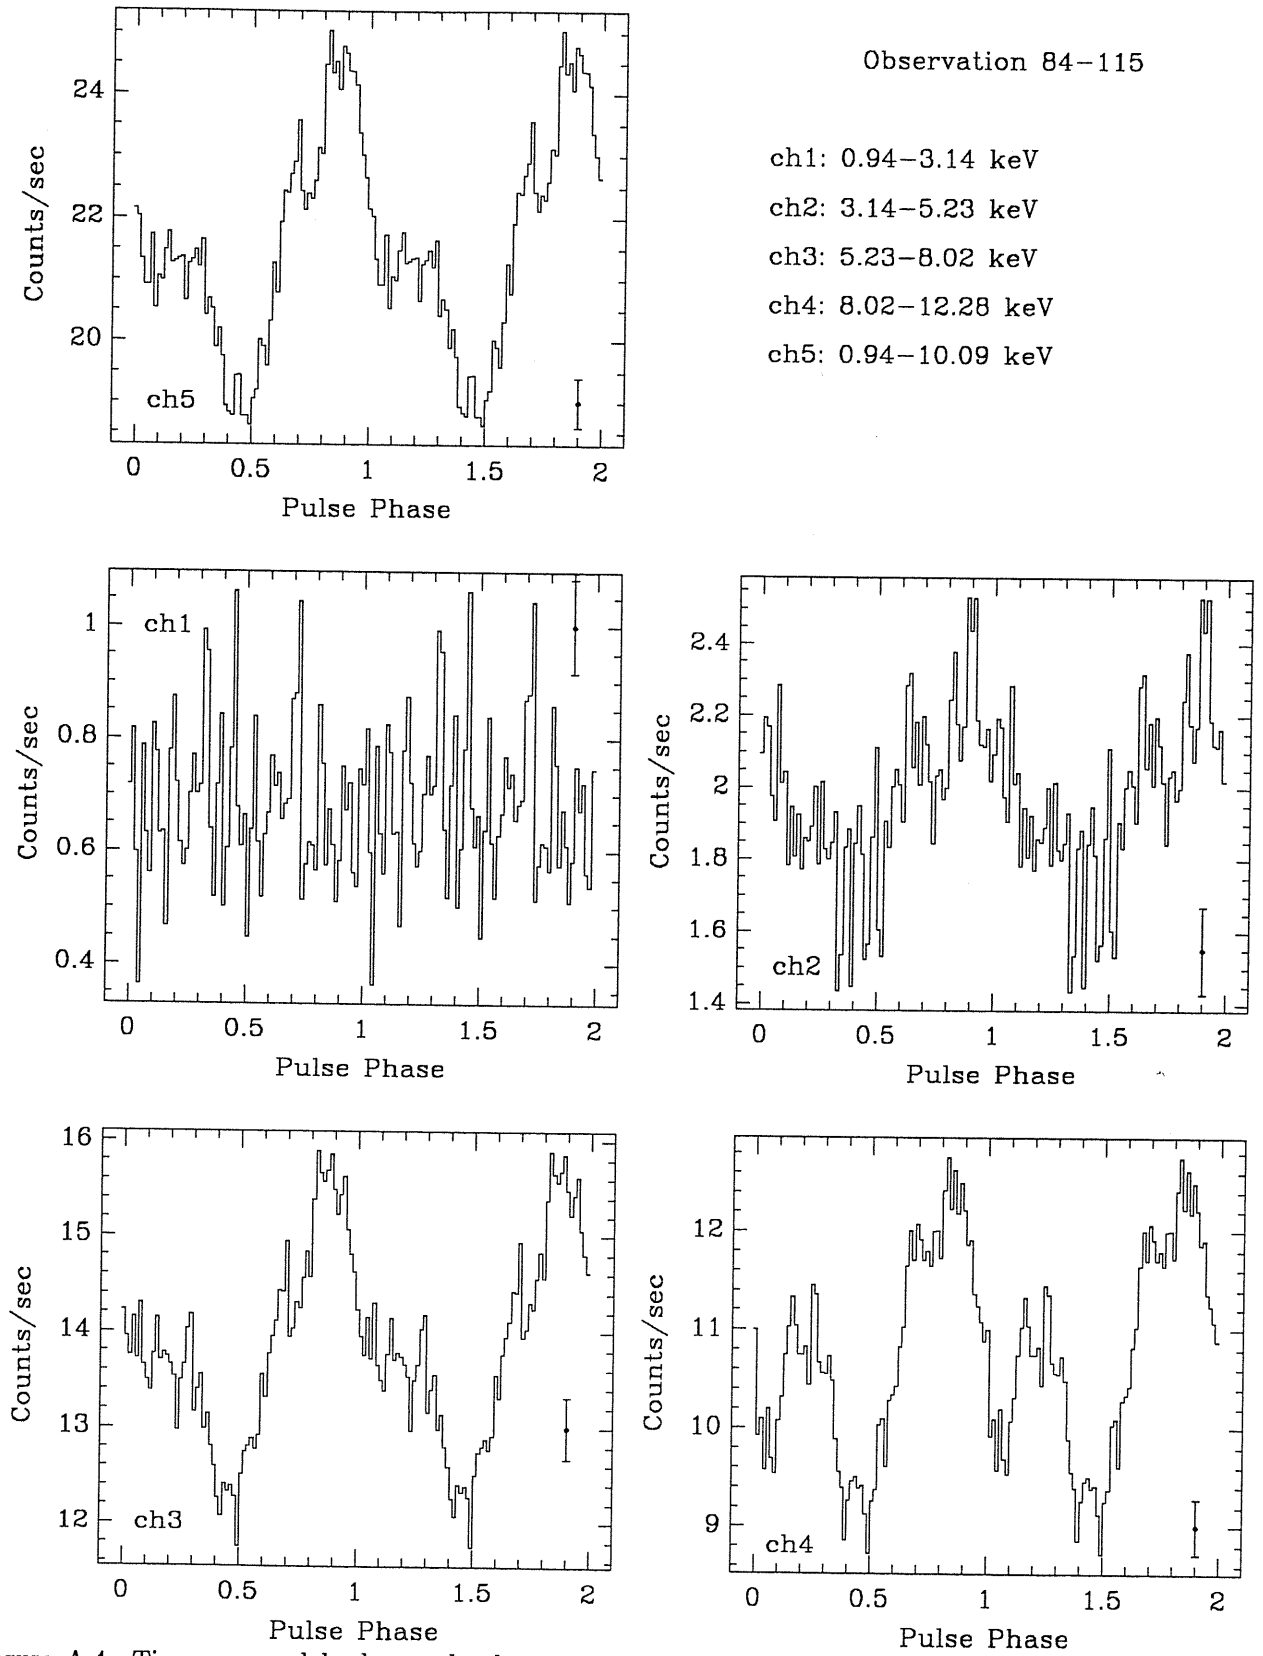 Observation 84-115
ch1: 0.94-3.14 keV
ch2: 3.14-5.23 keV
ch3: 5.23-8.02 keV
ch4: 8.02-12.28 keV
ch5: 0.94-10.09 keV
Counts/sec
24
22
20
ch5
0 0.5 1 1.5 2
Pulse Phase
Counts/sec
1
0.8
0.6
0.4
ch1
0 0.5 1 1.5 2
Pulse Phase
Counts/sec
2.4
2.2
2
1.8
1.6
1.4
ch2
0 0.5 1 1.5 2
Pulse Phase
Counts/sec
16
15
14
13
12
ch3
0 0.5 1 1.5 2
Pulse Phase
Counts/sec
12
11
10
9
ch4
0 0.5 1 1.5 2
Pulse Phase